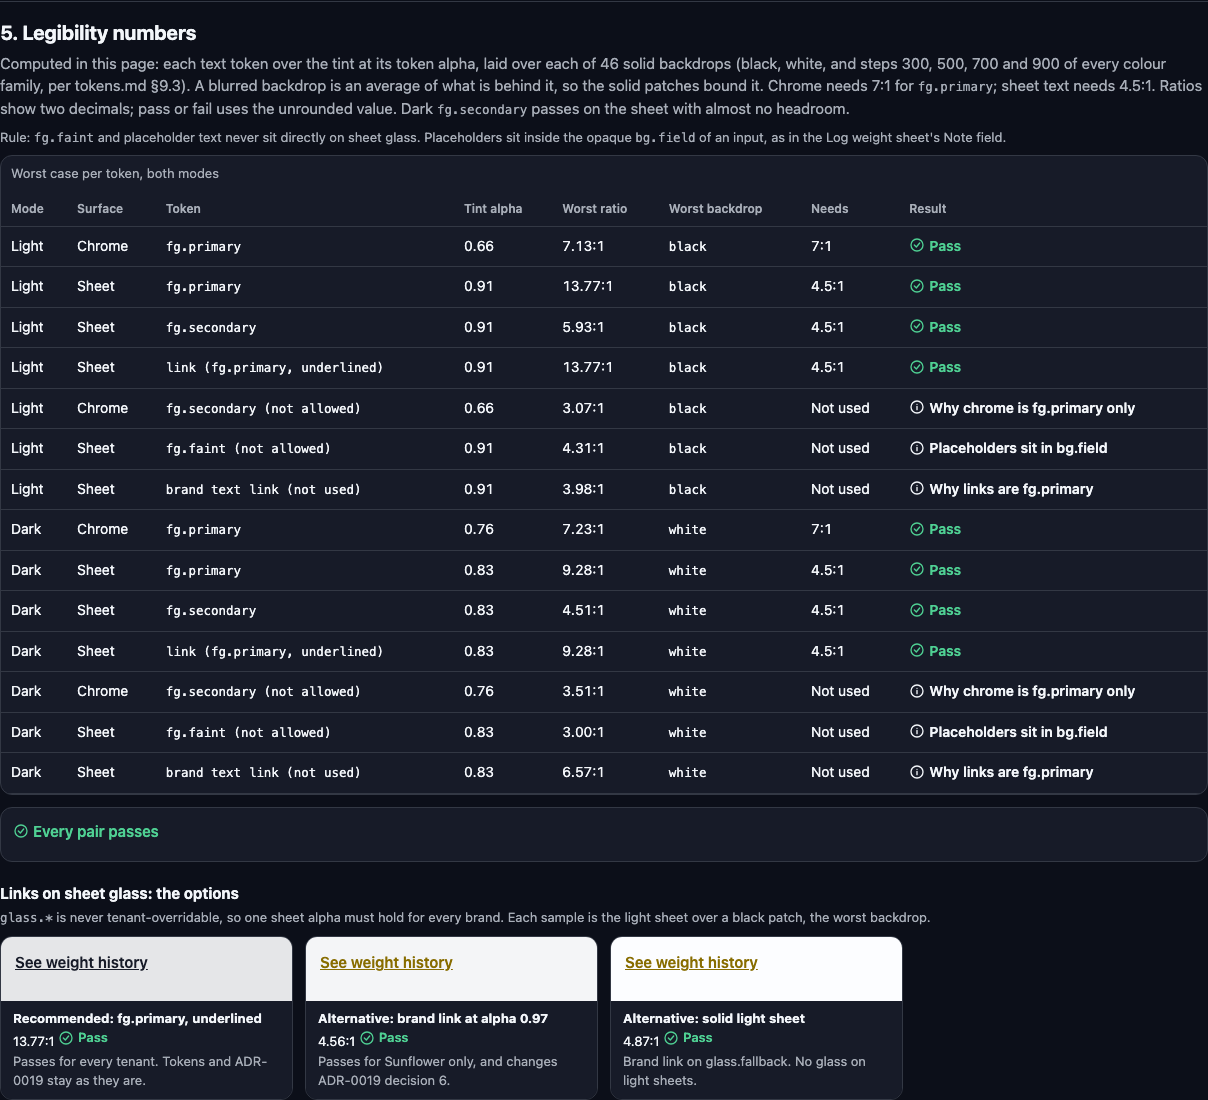 5. Legibility numbers
Computed in this page: each text token over the tint at its token alpha, laid over each of 46 solid backdrops (black, white, and steps 300, 500, 700 and 900 of every colour
family, per tokens.md §9.3). A blurred backdrop is an average of what is behind it, so the solid patches bound it. Chrome needs 7:1 for fg.primary; sheet text needs 4.5:1. Ratios
show two decimals; pass or fail uses the unrounded value. Dark fg.secondary passes on the sheet with almost no headroom.
Rule: fg.faint and placeholder text never sit directly on sheet glass. Placeholders sit inside the opaque bg.field of an input, as in the Log weight sheet's Note field.
Worst case per token, both modes
Mode Surface Token Tint alpha Worst ratio Worst backdrop Needs Result
Light Chrome fg.primary 0.66 7.13:1 black 7:1 Pass
Light Sheet fg.primary 0.91 13.77:1 black 4.5:1 Pass
Light Sheet fg.secondary 0.91 5.93:1 black 4.5:1 Pass
Light Sheet link (fg.primary, underlined) 0.91 13.77:1 black 4.5:1 Pass
Light Chrome fg.secondary (not allowed) 0.66 3.07:1 black Not used Why chrome is fg.primary only
Light Sheet fg.faint (not allowed) 0.91 4.31:1 black Not used Placeholders sit in bg.field
Light Sheet brand text link (not used) 0.91 3.98:1 black Not used Why links are fg.primary
Dark Chrome fg.primary 0.76 7.23:1 white 7:1 Pass
Dark Sheet fg.primary 0.83 9.28:1 white 4.5:1 Pass
Dark Sheet fg.secondary 0.83 4.51:1 white 4.5:1 Pass
Dark Sheet link (fg.primary, underlined) 0.83 9.28:1 white 4.5:1 Pass
Dark Chrome fg.secondary (not allowed) 0.76 3.51:1 white Not used Why chrome is fg.primary only
Dark Sheet fg.faint (not allowed) 0.83 3.00:1 white Not used Placeholders sit in bg.field
Dark Sheet brand text link (not used) 0.83 6.57:1 white Not used Why links are fg.primary
Every pair passes
Links on sheet glass: the options
glass.* is never tenant-overridable, so one sheet alpha must hold for every brand. Each sample is the light sheet over a black patch, the worst backdrop.
See weight history
Recommended: fg.primary, underlined
13.77:1 Pass
Passes for every tenant. Tokens and ADR-
0019 stay as they are.
See weight history
Alternative: brand link at alpha 0.97
4.56:1 Pass
Passes for Sunflower only, and changes
ADR-0019 decision 6.
See weight history
Alternative: solid light sheet
4.87:1 Pass
Brand link on glass.fallback. No glass on
light sheets.